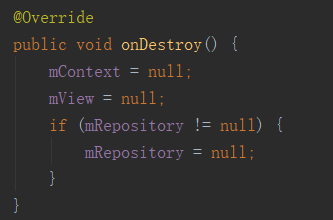 @Override
public void onDestroy() {
    mContext = null;
    mView = null;
    if (mRepository != null) {
        mRepository = null;
    }
}